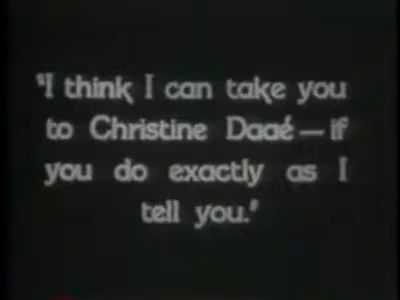 "I think I can take you
to Christine Daaé — if
you do exactly as I
tell you."